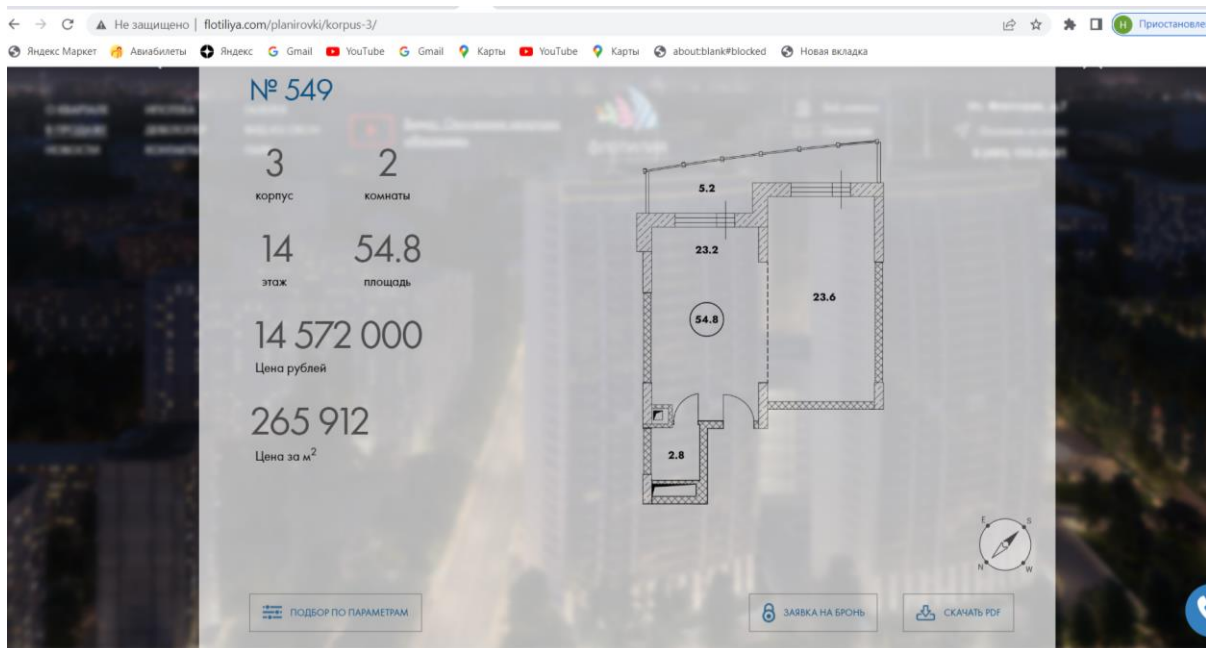 Не защищено | flotiliya.com/planirovki/korpus-3/
Н Приостановле
Яндекс Маркет Авиабилеты Яндекс Gmail YouTube Gmail Карты YouTube Карты about:blank#blocked Новая вкладка
№ 549
3 2
корпус комнаты
14 54.8
этаж площадь
14 572 000
Цена рублей
265 912
Цена за м²
5.2
23.2
23.6
54.8
2.8
E S
N W
ПОДБОР ПО ПАРАМЕТРАМ
ЗАЯВКА НА БРОНЬ
СКАЧАТЬ PDF